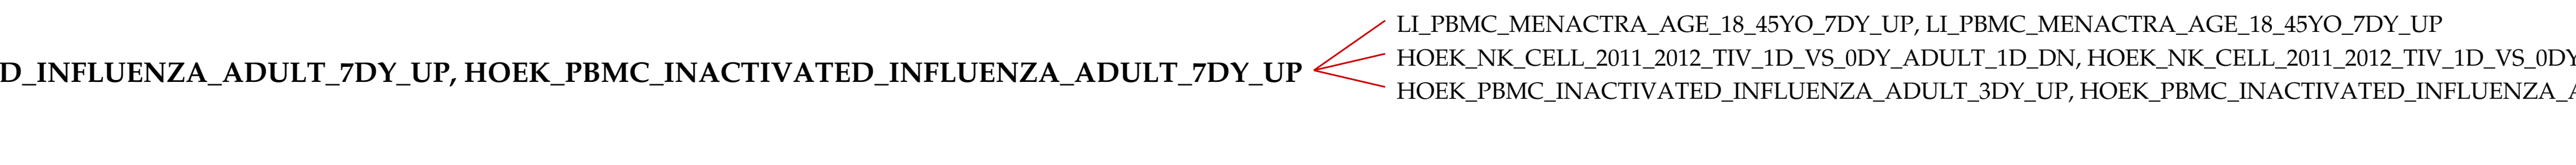 D_INFLUENZA_ADULT_7DY_UP, HOEK_PBMC_INACTIVATED_INFLUENZA_ADULT_7DY_UP
LI_PBMC_MENACTRA_AGE_18_45YO_7DY_UP, LI_PBMC_MENACTRA_AGE_18_45YO_7DY_UP
HOEK_NK_CELL_2011_2012_TIV_1D_VS_0DY_ADULT_1D_DN, HOEK_NK_CELL_2011_2012_TIV_1D_VS_0DY
HOEK_PBMC_INACTIVATED_INFLUENZA_ADULT_3DY_UP, HOEK_PBMC_INACTIVATED_INFLUENZA_A